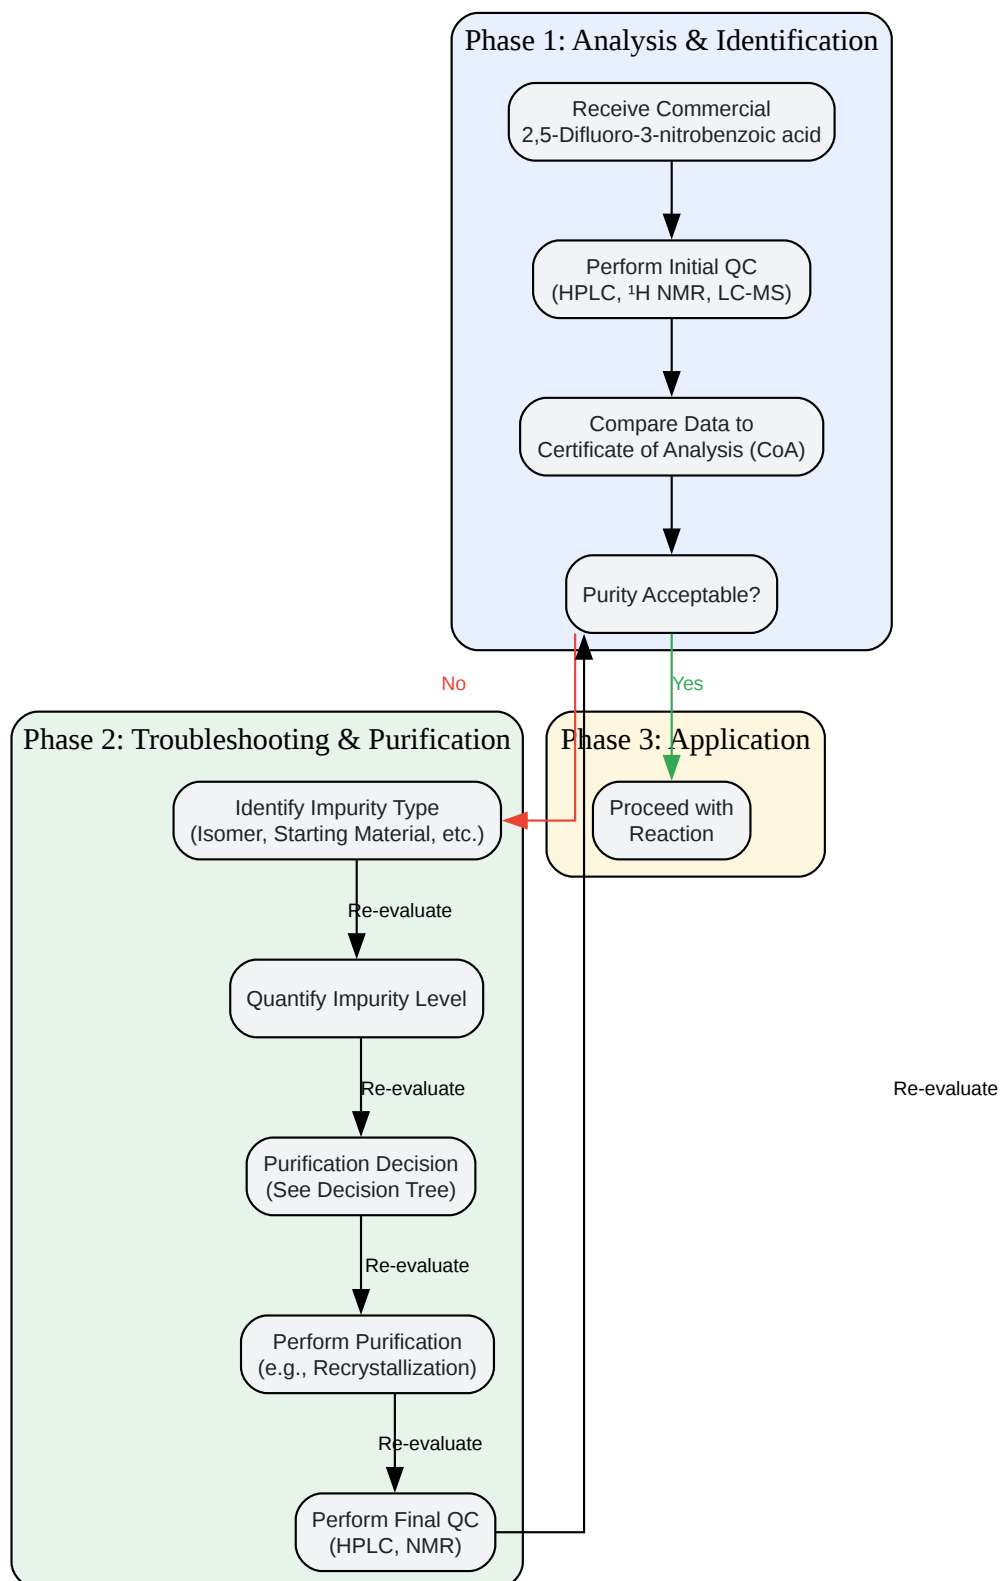 Phase 1: Analysis & Identification
Receive Commercial
2,5-Difluoro-3-nitrobenzoic acid
Perform Initial QC
(HPLC, ¹H NMR, LC-MS)
Compare Data to
Certificate of Analysis (CoA)
Purity Acceptable?
No
Yes
Phase 2: Troubleshooting & Purification
Phase 3: Application
Identify Impurity Type
(Isomer, Starting Material, etc.)
Proceed with
Reaction
Re-evaluate
Quantify Impurity Level
Re-evaluate
Re-evaluate
Purification Decision
(See Decision Tree)
Re-evaluate
Perform Purification
(e.g., Recrystallization)
Re-evaluate
Perform Final QC
(HPLC, NMR)